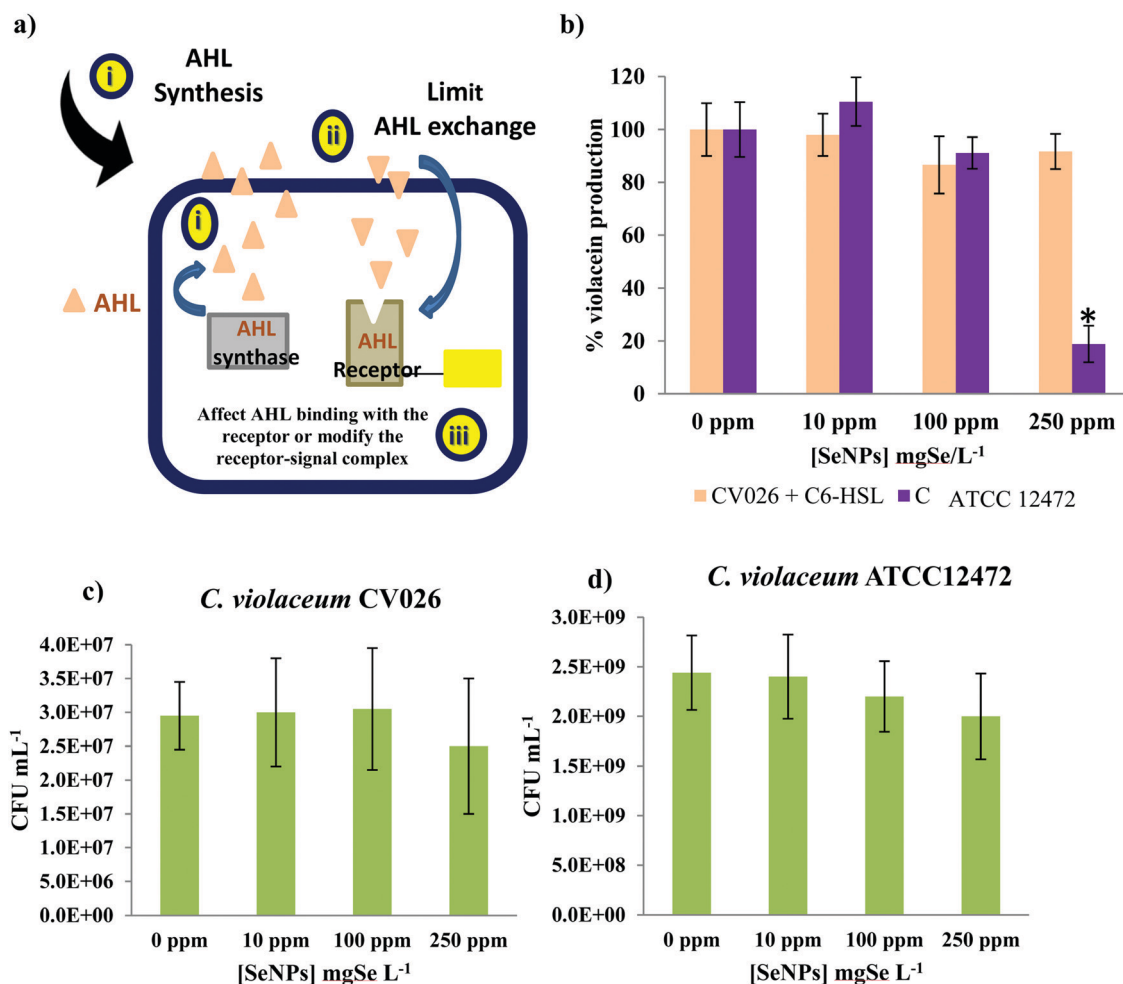 a)
i
AHL
Synthesis
ii
Limit
AHL exchange
i
AHL
AHL
synthase
AHL
Receptor
Affect AHL binding with the
receptor or modify the
receptor-signal complex
iii
b)
% violacein production
120
100
80
60
40
20
0
*
0 ppm 10 ppm 100 ppm 250 ppm
[SeNPs] mgSe/L-1
CV026 + C6-HSL C ATCC 12472
c)
C. violaceum CV026
CFU mL-1
4.0E+07
3.5E+07
3.0E+07
2.5E+07
2.0E+07
1.5E+07
1.0E+07
5.0E+06
0.0E+00
0 ppm 10 ppm 100 ppm 250 ppm
[SeNPs] mgSe L-1
d)
C. violaceum ATCC12472
CFU mL-1
3.0E+09
2.5E+09
2.0E+09
1.5E+09
1.0E+09
5.0E+08
0.0E+00
0 ppm 10 ppm 100 ppm 250 ppm
[SeNPs] mgSe L-1